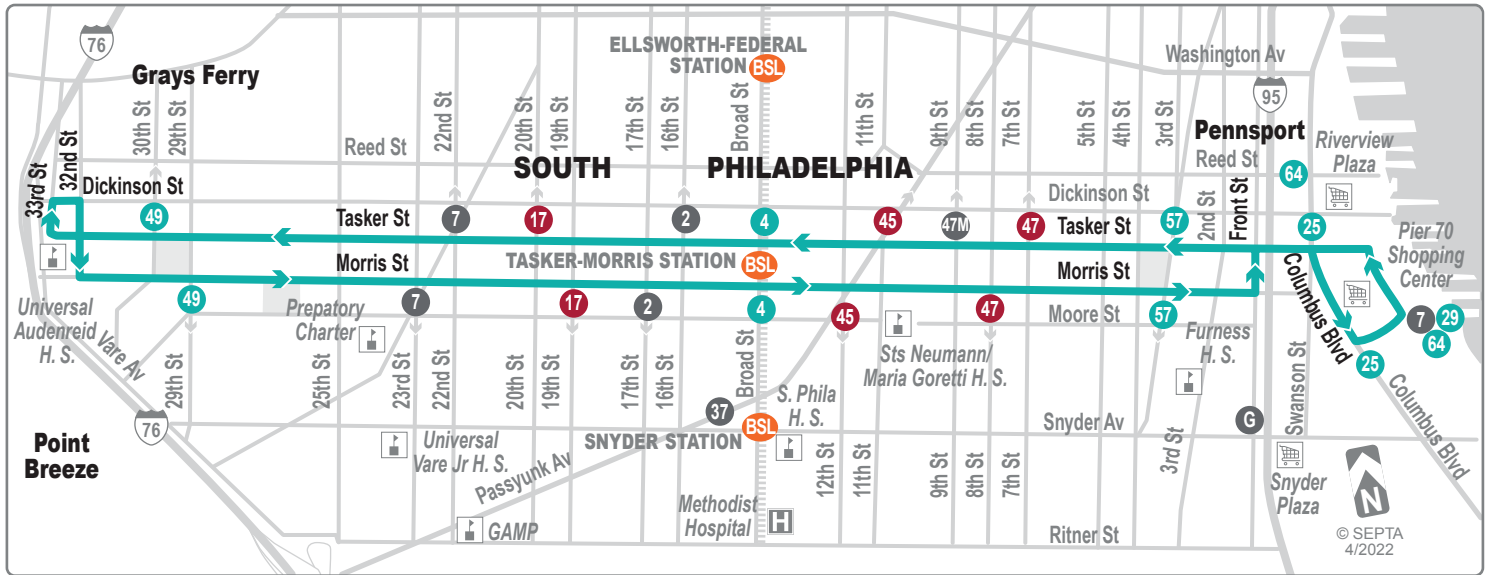 76
Grays Ferry
ELLSWORTH-FEDERAL
STATION
BSL
Washington Av
95
33rd St
32nd St
30th St
29th St
22nd St
20th St
19th St
17th St
16th St
Broad St
11th St
9th St
8th St
7th St
5th St
4th St
3rd St
2nd St
Front St
Pennsport
Reed St
Reed St
64
Riverview
Plaza
SOUTH PHILADELPHIA
Dickinson St
Dickinson St
49
Tasker St
7
17
2
4
45
47M
47
Tasker St
57
25
Pier 70
Shopping
Center
Morris St
TASKER-MORRIS STATION
BSL
Morris St
Columbus Blvd
Universal
Audenreid
H. S.
49
Prepatory
Charter
7
17
2
4
45
Sts Neumann/
Maria Goretti H. S.
47
Moore St
57
Furness
H. S.
Swanson St
25
7
29
64
Vare Av
29th St
25th St
23rd St
22nd St
20th St
19th St
17th St
16th St
Broad St
37
S. Phila
H. S.
12th St
11th St
9th St
8th St
7th St
3rd St
76
Point
Breeze
Universal
Vare Jr H. S.
SNYDER STATION
BSL
Snyder Av
G
Columbus Blvd
Passyunk Av
Snyder
Plaza
N
GAMP
Methodist
Hospital
H
Ritner St
© SEPTA
4/2022